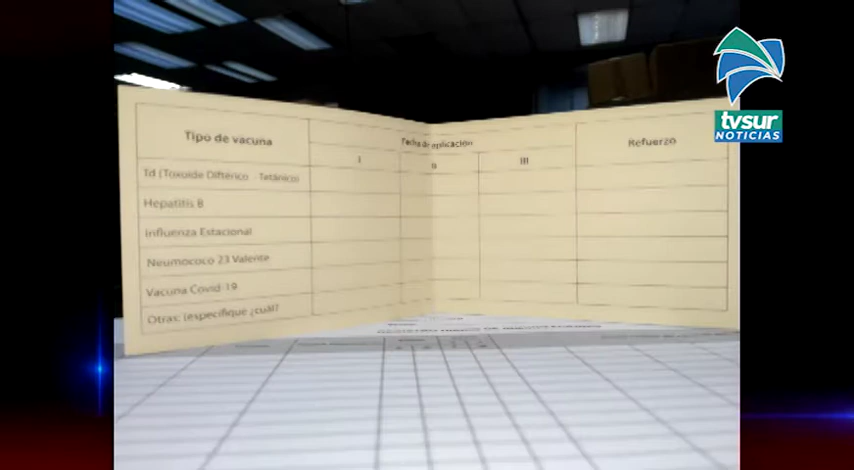 tvsur
NOTICIAS
Tipo de vacuna
Fecha de aplicación
Refuerzo
I
II
III
Td (Toxoide Diftérico - Tetánico)
Hepatitis B
Influenza Estacional
Neumococo 23 Valente
Vacuna Covid-19
Otras: (especifique ¿cuál?